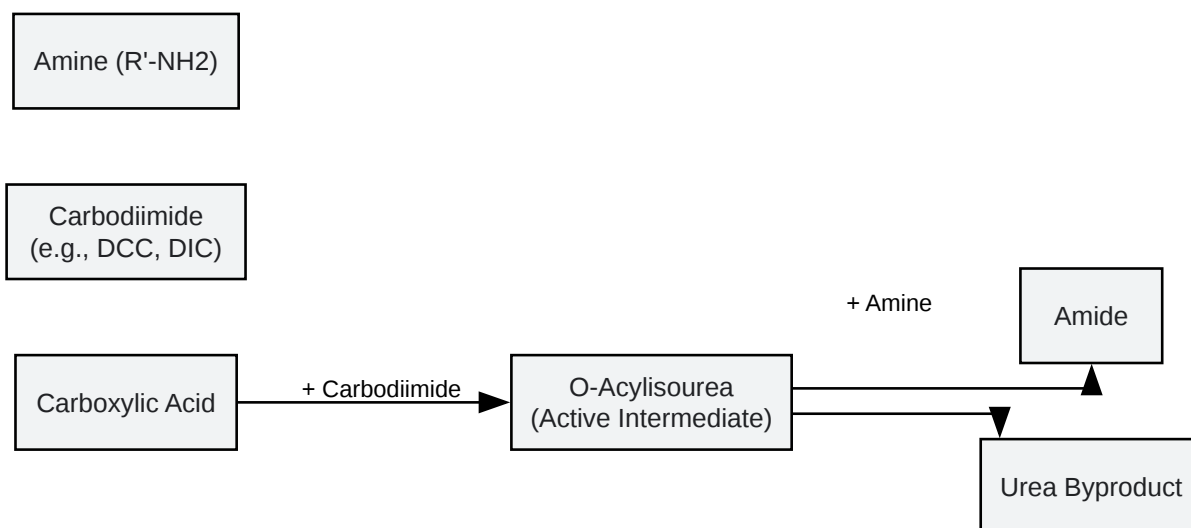 Amine (R'-NH2)
Carbodiimide
(e.g., DCC, DIC)
+ Amine
Amide
Carboxylic Acid
+ Carbodiimide
O-Acylisourea
(Active Intermediate)
Urea Byproduct